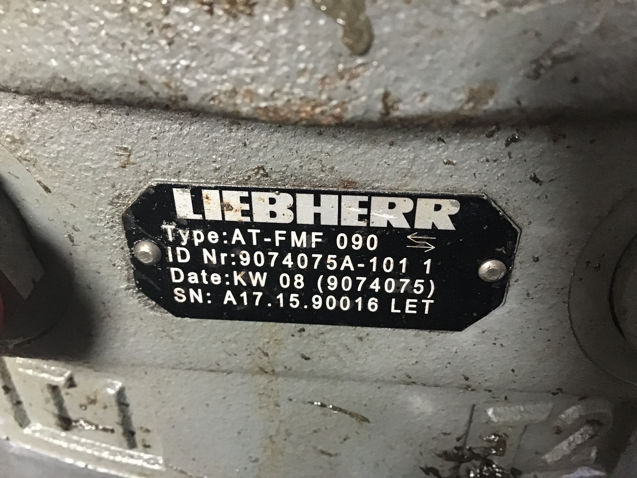 LIEBHERR
Type:AT-FMF 090 ⇆
ID Nr:9074075A-101 1
Date:KW 08 (9074075)
SN: A17.15.90016 LET
T2